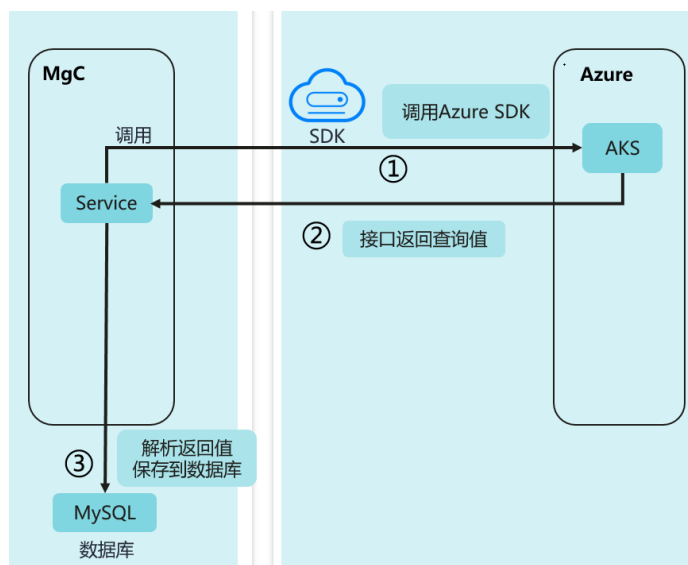 MgC
Azure
调用Azure SDK
调用
SDK
AKS
①
Service
②
接口返回查询值
③
解析返回值
保存到数据库
MySQL
数据库